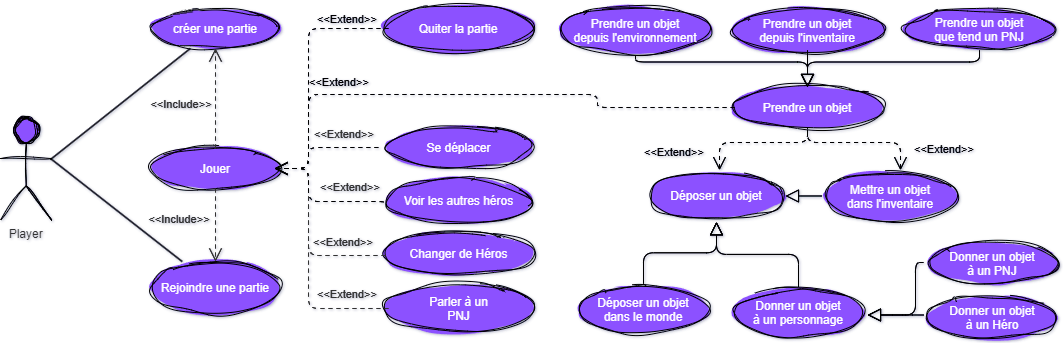 créer une partie
<<Extend>>
Quiter la partie
Prendre un objet
depuis l'environnement
Prendre un objet
depuis l'inventaire
Prendre un objet
que tend un PNJ
<<Extend>>
<<Include>>
Prendre un objet
<<Extend>>
Se déplacer
<<Extend>>
<<Extend>>
Jouer
<<Extend>>
Voir les autres héros
Déposer un objet
Mettre un objet
dans l'inventaire
<<Include>>
Player
<<Extend>>
Changer de Héros
Donner un objet
à un PNJ
Rejoindre une partie
<<Extend>>
Parler à un
PNJ
Déposer un objet
dans le monde
Donner un objet
à un personnage
Donner un objet
à un Héro